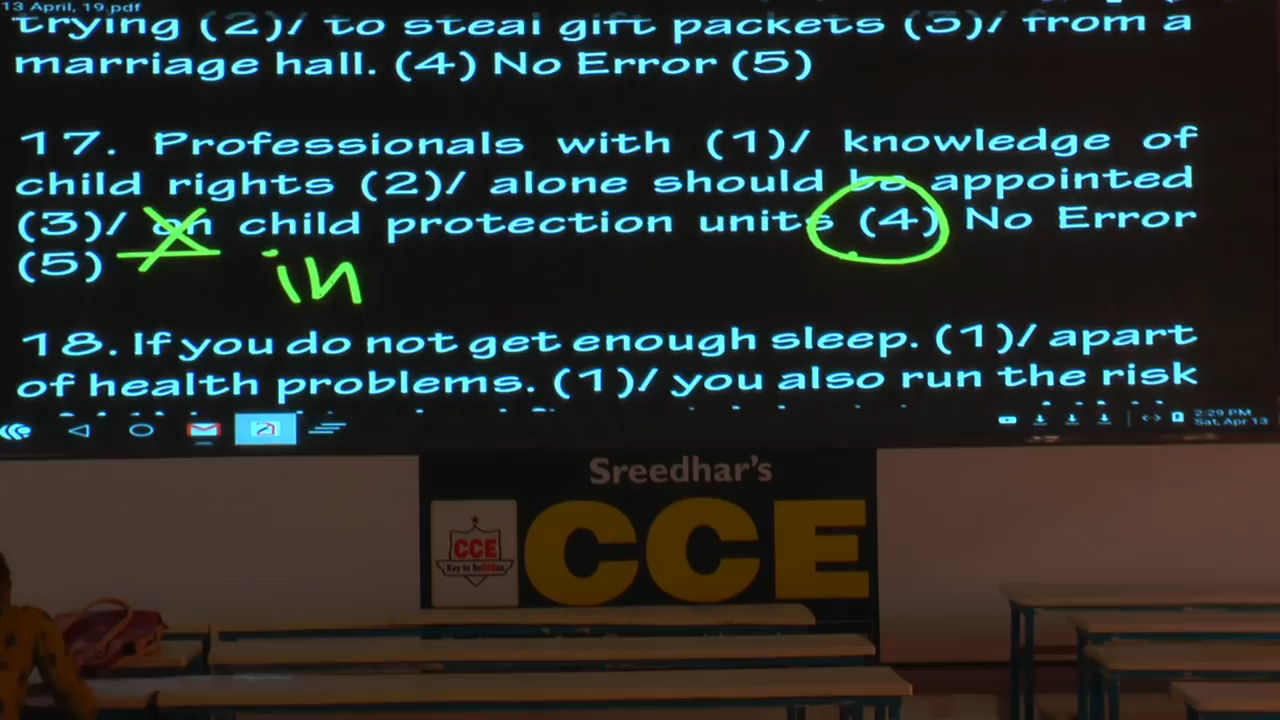 13 April, 19.pdf
trying (2)/ to steal gift packets (3)/ from a
marriage hall. (4) No Error (5)
17. Professionals with (1)/ knowledge of
child rights (2)/ alone should be appointed
(3)/ on child protection units (4) No Error
(5)
in
18. If you do not get enough sleep. (1)/ apart
of health problems. (1)/ you also run the risk
2:29 PM
Sat, Apr 13
Sreedhar's
CCE
CCE